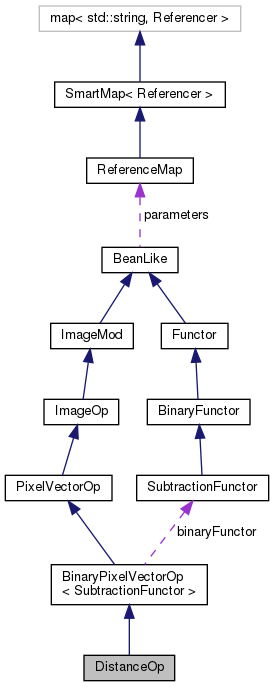 map< std::string, Referencer >
SmartMap< Referencer >
ReferenceMap
parameters
BeanLike
ImageMod
Functor
ImageOp
BinaryFunctor
PixelVectorOp
SubtractionFunctor
binaryFunctor
BinaryPixelVectorOp
< SubtractionFunctor >
DistanceOp